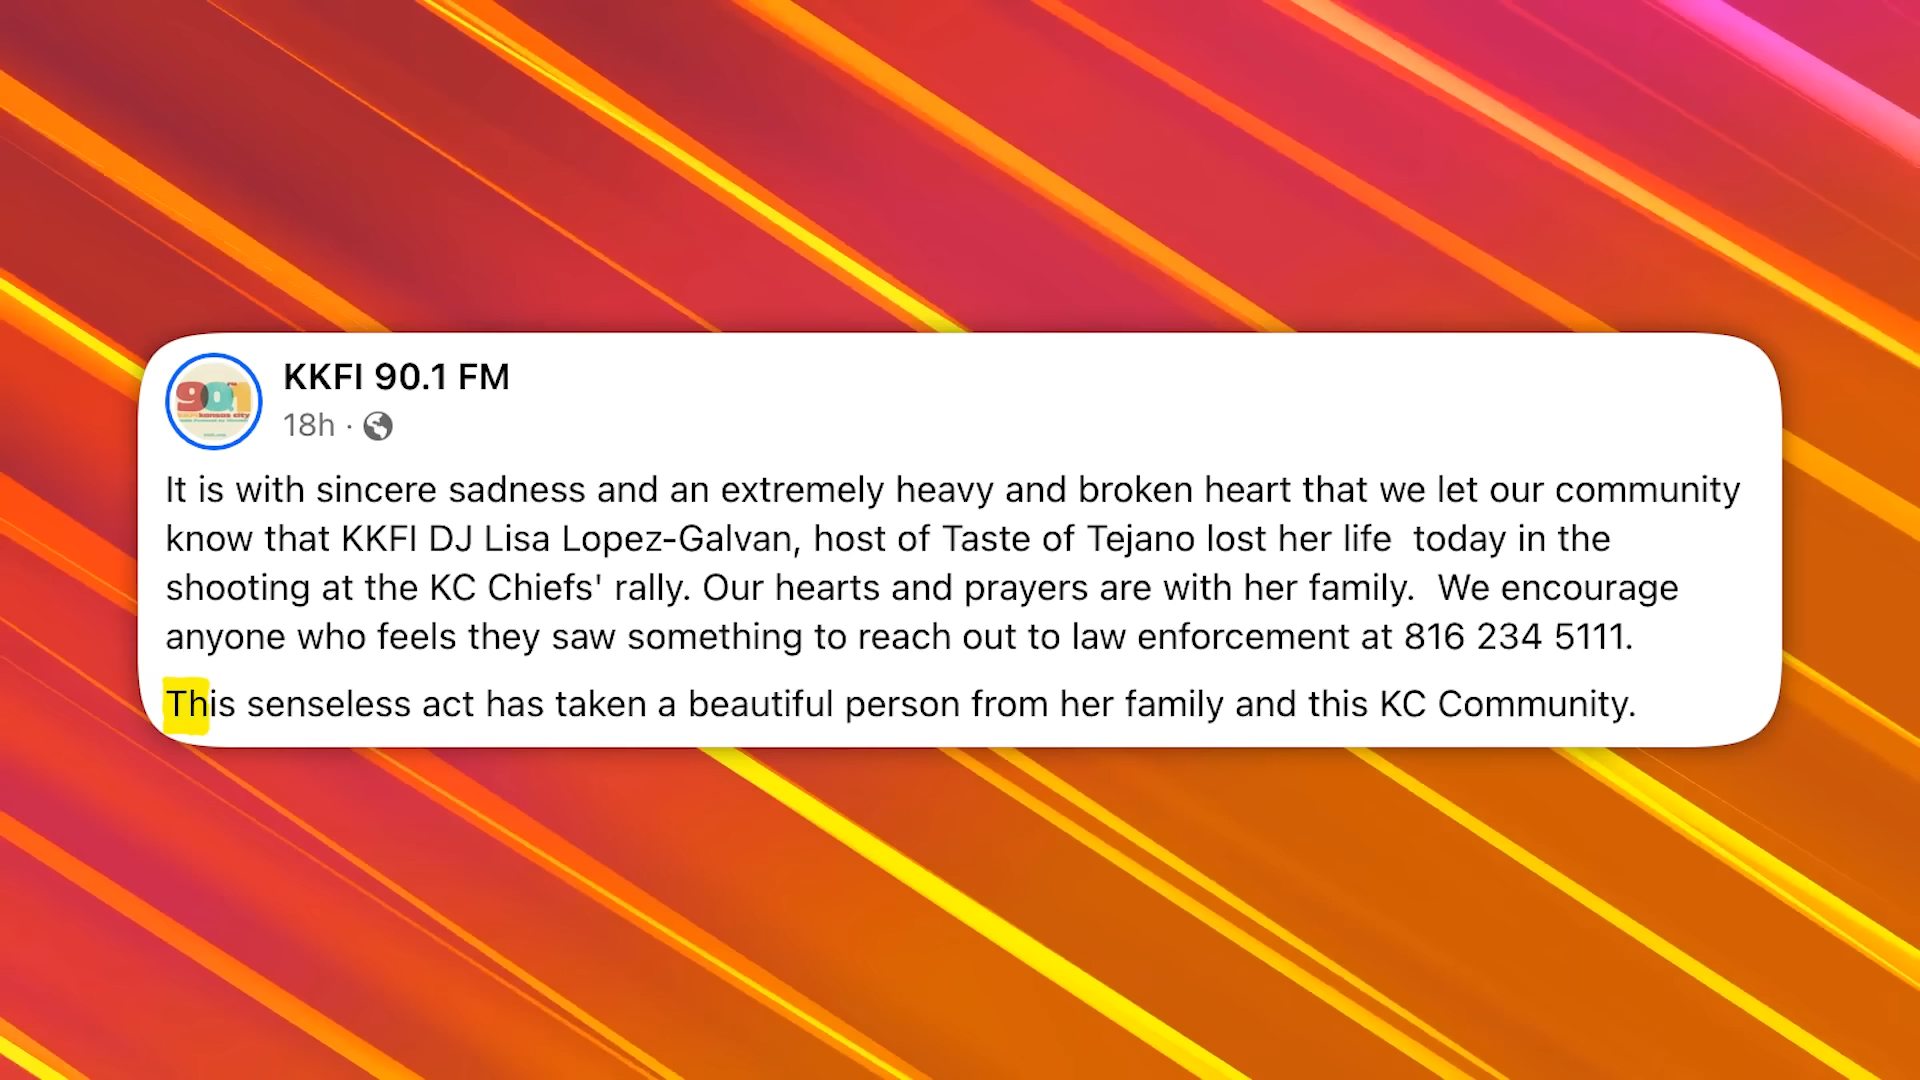 KKFI 90.1 FM
18h ·
90.1
kansas city
It is with sincere sadness and an extremely heavy and broken heart that we let our community
know that KKFI DJ Lisa Lopez-Galvan, host of Taste of Tejano lost her life  today in the
shooting at the KC Chiefs' rally. Our hearts and prayers are with her family.  We encourage
anyone who feels they saw something to reach out to law enforcement at 816 234 5111.
This senseless act has taken a beautiful person from her family and this KC Community.